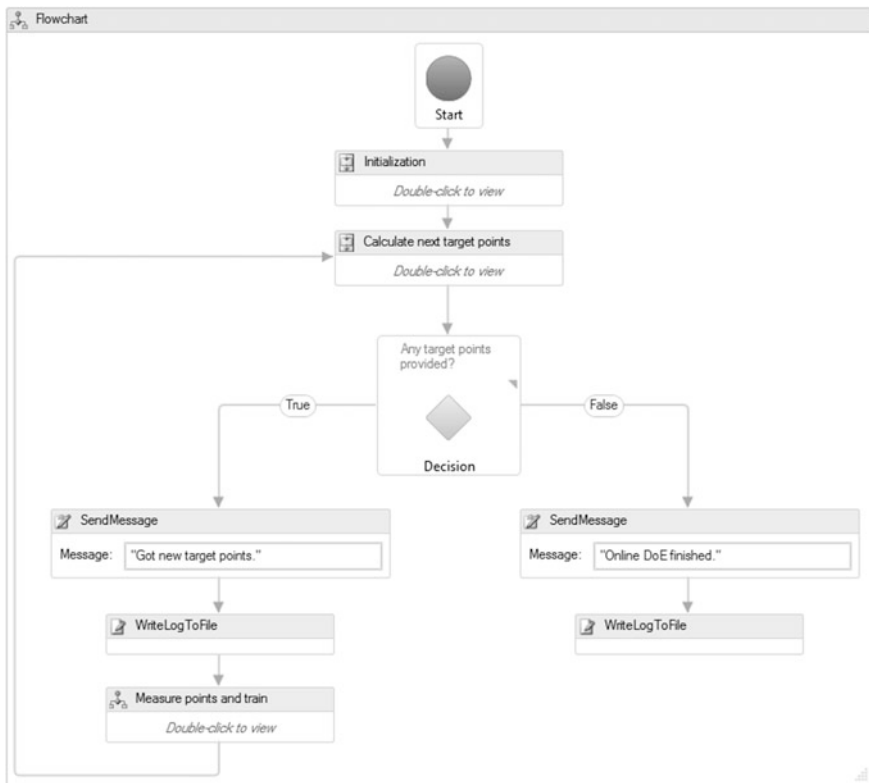 Flowchart
Start
Initialization
Double-click to view
Calculate next target points
Double-click to view
Any target points
provided?
True
False
Decision
SendMessage
Message: "Got new target points."
WriteLogToFile
Measure points and train
Double-click to view
SendMessage
Message: "Online DoE finished."
WriteLogToFile